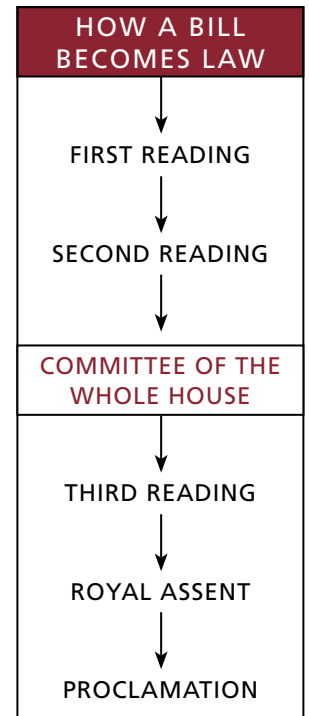 HOW A BILL
BECOMES LAW
FIRST READING
SECOND READING
COMMITTEE OF THE
WHOLE HOUSE
THIRD READING
ROYAL ASSENT
PROCLAMATION